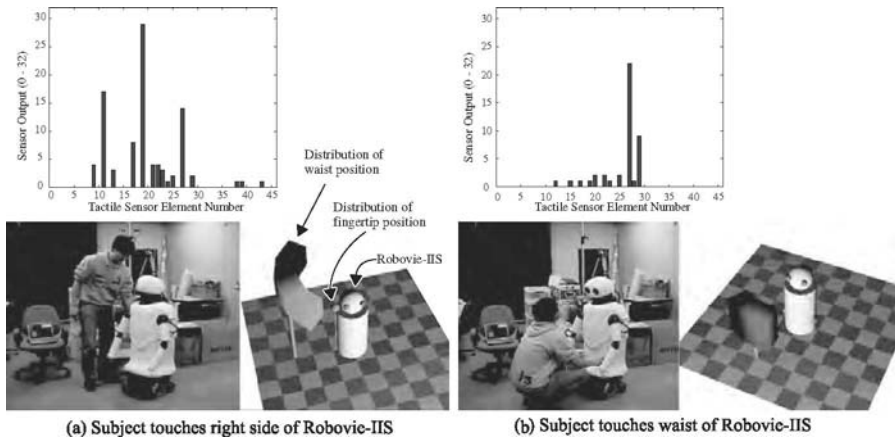 Sensor Output (0 - 32)
30
25
20
15
10
5
0
0 5 10 15 20 25 30 35 40 45
Tactile Sensor Element Number
Distribution of
waist position
Distribution of
fingertip position
Robovie-IIS
(a) Subject touches right side of Robovie-IIS
Sensor Output (0 - 32)
30
25
20
15
10
5
0
0 5 10 15 20 25 30 35 40 45
Tactile Sensor Element Number
(b) Subject touches waist of Robovie-IIS